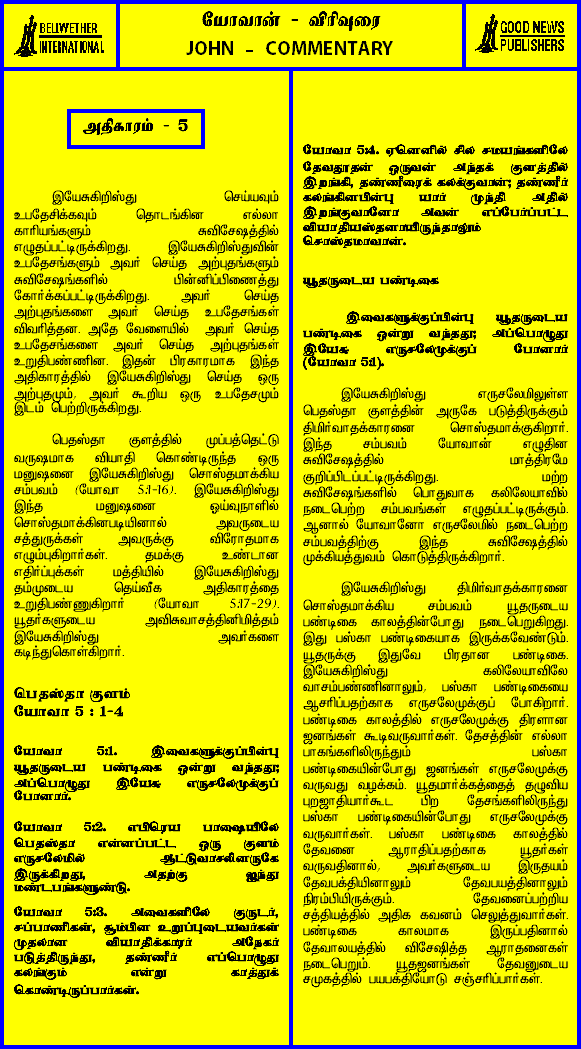 BELWETHER
INTERNATIONAL
யோவான் - விரிவுரை
JOHN - COMMENTARY
GOOD NEWS
PUBLISHERS
அதிகாரம் - 5
இயேசுகிறிஸ்து செய்யவும்
உபதேசிக்கவும் தொடங்கின எல்லா
காரியங்களும் சுவிசேஷத்தில்
எழுதப்பட்டிருக்கிறது. இயேசுகிறிஸ்துவின்
உபதேசங்களும் அவர் செய்த அற்புதங்களும்
சுவிசேஷங்களில் பின்னிப்பிணைத்து
கோர்க்கப்பட்டிருக்கிறது. அவர் செய்த
அற்புதங்களை அவர் செய்த உபதேசங்கள்
விவரித்தன. அதே வேளையில் அவர் செய்த
உபதேசங்களை அவர் செய்த அற்புதங்கள்
உறுதிபண்ணின. இதன் பிரகாரமாக இந்த
அதிகாரத்தில் இயேசுகிறிஸ்து செய்த ஒரு
அற்புதமும், அவர் கூறிய ஒரு உபதேசமும்
இடம் பெற்றிருக்கிறது.
பெதஸ்தா குளத்தில் முப்பத்தெட்டு
வருஷமாக வியாதி கொண்டிருந்த ஒரு
மனுஷனை இயேசுகிறிஸ்து சொஸ்தமாக்கிய
சம்பவம் (யோவா 5:1-16). இயேசுகிறிஸ்து
இந்த மனுஷனை ஓய்வுநாளில்
சொஸ்தமாக்கினபடியினால் அவருடைய
சத்துருக்கள் அவருக்கு விரோதமாக
எழும்புகிறார்கள். தமக்கு உண்டான
எதிர்ப்புக்கள் மத்தியில் இயேசுகிறிஸ்து
தம்முடைய தெய்வீக அதிகாரத்தை
உறுதிபண்ணுகிறார் (யோவா 5:17-29).
யூதர்களுடைய அவிசுவாசத்தினிமித்தம்
இயேசுகிறிஸ்து அவர்களை
கடிந்துகொள்கிறார்.
பெதஸ்தா குளம்
யோவா 5 : 1-4
யோவா 5:1. இவைகளுக்குப்பின்பு
யூதருடைய பண்டிகை ஒன்று வந்தது;
அப்பொழுது இயேசு எருசலேமுக்குப்
போனார்.
யோவா 5:2. எபிரெய பாஷையிலே
பெதஸ்தா என்னப்பட்ட ஒரு குளம்
எருசலேமில் ஆட்டுவாசலினருகே
இருக்கிறது, அதற்கு ஐந்து
மண்டபங்களுண்டு.
யோவா 5:3. அவைகளிலே குருடர்,
சப்பாணிகள், சூம்பின உறுப்புடையவர்கள்
முதலான வியாதிக்காரர் அநேகர்
படுத்திருந்து, தண்ணீர் எப்பொழுது
கலங்கும் என்று காத்துக்
கொண்டிருப்பார்கள்.
யோவா 5:4. ஏனெனில் சில சமயங்களிலே
தேவதூதன் ஒருவன் அந்தக் குளத்தில்
இறங்கி, தண்ணீரைக் கலக்குவான்; தண்ணீர்
கலங்கினபின்பு யார் முந்தி அதில்
இறங்குவானோ அவன் எப்பேர்ப்பட்ட
வியாதியஸ்தனாயிருந்தாலும்
சொஸ்தமாவான்.
யூதருடைய பண்டிகை
இவைகளுக்குப்பின்பு யூதருடைய
பண்டிகை ஒன்று வந்தது; அப்பொழுது
இயேசு எருசலேமுக்குப் போனார்
(யோவா 5:1).
இயேசுகிறிஸ்து எருசலேமிலுள்ள
பெதஸ்தா குளத்தின் அருகே படுத்திருக்கும்
திமிர்வாதக்காரனை சொஸ்தமாக்குகிறார்.
இந்த சம்பவம் யோவான் எழுதின
சுவிசேஷத்தில் மாத்திரமே
குறிப்பிடப்பட்டிருக்கிறது. மற்ற
சுவிசேஷங்களில் பொதுவாக கலிலேயாவில்
நடைபெற்ற சம்பவங்கள் எழுதப்பட்டிருக்கும்.
ஆனால் யோவானோ எருசலேமில் நடைபெற்ற
சம்பவத்திற்கு இந்த சுவிசேஷத்தில்
முக்கியத்துவம் கொடுத்திருக்கிறார்.
இயேசுகிறிஸ்து திமிர்வாதக்காரனை
சொஸ்தமாக்கிய சம்பவம் யூதருடைய
பண்டிகை காலத்தின்போது நடைபெறுகிறது.
இது பஸ்கா பண்டிகையாக இருக்கவேண்டும்.
யூதருக்கு இதுவே பிரதான பண்டிகை.
இயேசுகிறிஸ்து கலிலேயாவிலே
வாசம்பண்ணினாலும், பஸ்கா பண்டிகையை
ஆசரிப்பதற்காக எருசலேமுக்குப் போகிறார்.
பண்டிகை காலத்தில் எருசலேமுக்கு திரளான
ஜனங்கள் கூடிவருவார்கள். தேசத்தின் எல்லா
பாகங்களிலிருந்தும் பஸ்கா
பண்டிகையின்போது ஜனங்கள் எருசலேமுக்கு
வருவது வழக்கம். யூதமார்க்கத்தைத் தழுவிய
புறஜாதியார்கூட பிற தேசங்களிலிருந்து
பஸ்கா பண்டிகையின்போது எருசலேமுக்கு
வருவார்கள். பஸ்கா பண்டிகை காலத்தில்
தேவனை ஆராதிப்பதற்காக யூதர்கள்
வருவதினால், அவர்களுடைய இருதயம்
தேவபக்தியினாலும் தேவபயத்தினாலும்
நிரம்பியிருக்கும். தேவனைப்பற்றிய
சத்தியத்தில் அதிக கவனம் செலுத்துவார்கள்.
பண்டிகை காலமாக இருப்பதினால்
தேவாலயத்தில் விசேஷித்த ஆராதனைகள்
நடைபெறும். யூதஜனங்கள் தேவனுடைய
சமுகத்தில் பயபக்தியோடு சஞ்சரிப்பார்கள்.